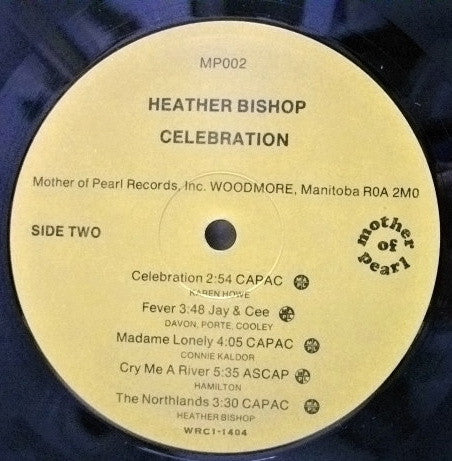 MP002
HEATHER BISHOP
CELEBRATION
Mother of Pearl Records, Inc. WOODMORE, Manitoba R0A 2M0
SIDE TWO
mother
of
pearl
Celebration 2:54 CAPAC
KAREN HOWE
Fever 3:48 Jay & Cee
DAVON, PORTE, COOLEY
Madame Lonely 4:05 CAPAC
CONNIE KALDOR
Cry Me A River 5:35 ASCAP
HAMILTON
The Northlands 3:30 CAPAC
HEATHER BISHOP
WRC1-1404